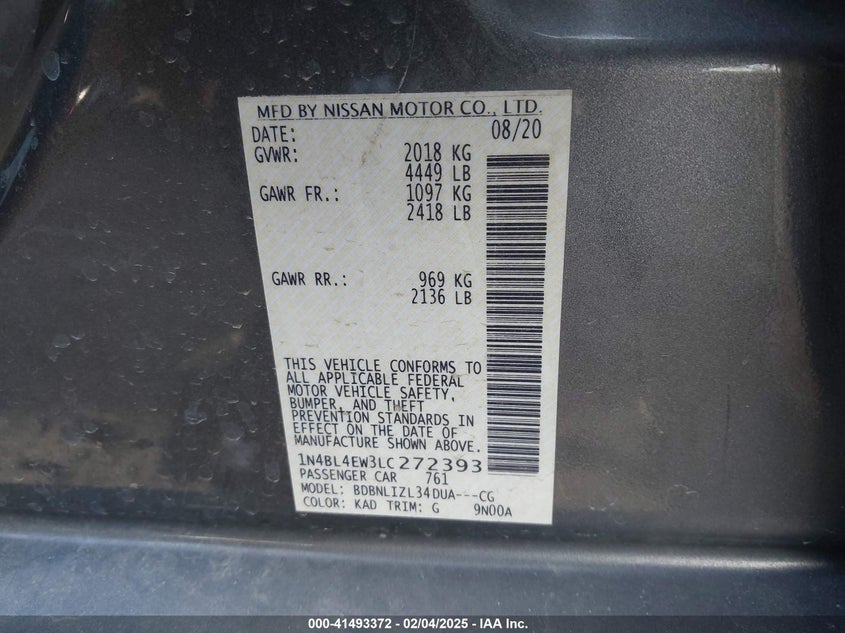 MFD BY NISSAN MOTOR CO., LTD.
DATE: 08/20
GVWR: 2018 KG
4449 LB
GAWR FR.: 1097 KG
2418 LB
GAWR RR.: 969 KG
2136 LB
THIS VEHICLE CONFORMS TO
ALL APPLICABLE FEDERAL
MOTOR VEHICLE SAFETY,
BUMPER, AND THEFT
PREVENTION STANDARDS IN
EFFECT ON THE DATE OF
MANUFACTURE SHOWN ABOVE.
1N4BL4EW3LC272393
PASSENGER CAR 761
MODEL: BDBNLIZL34DUA---CG
COLOR: KAD TRIM: G 9N00A
000-41493372 - 02/04/2025 - IAA Inc.